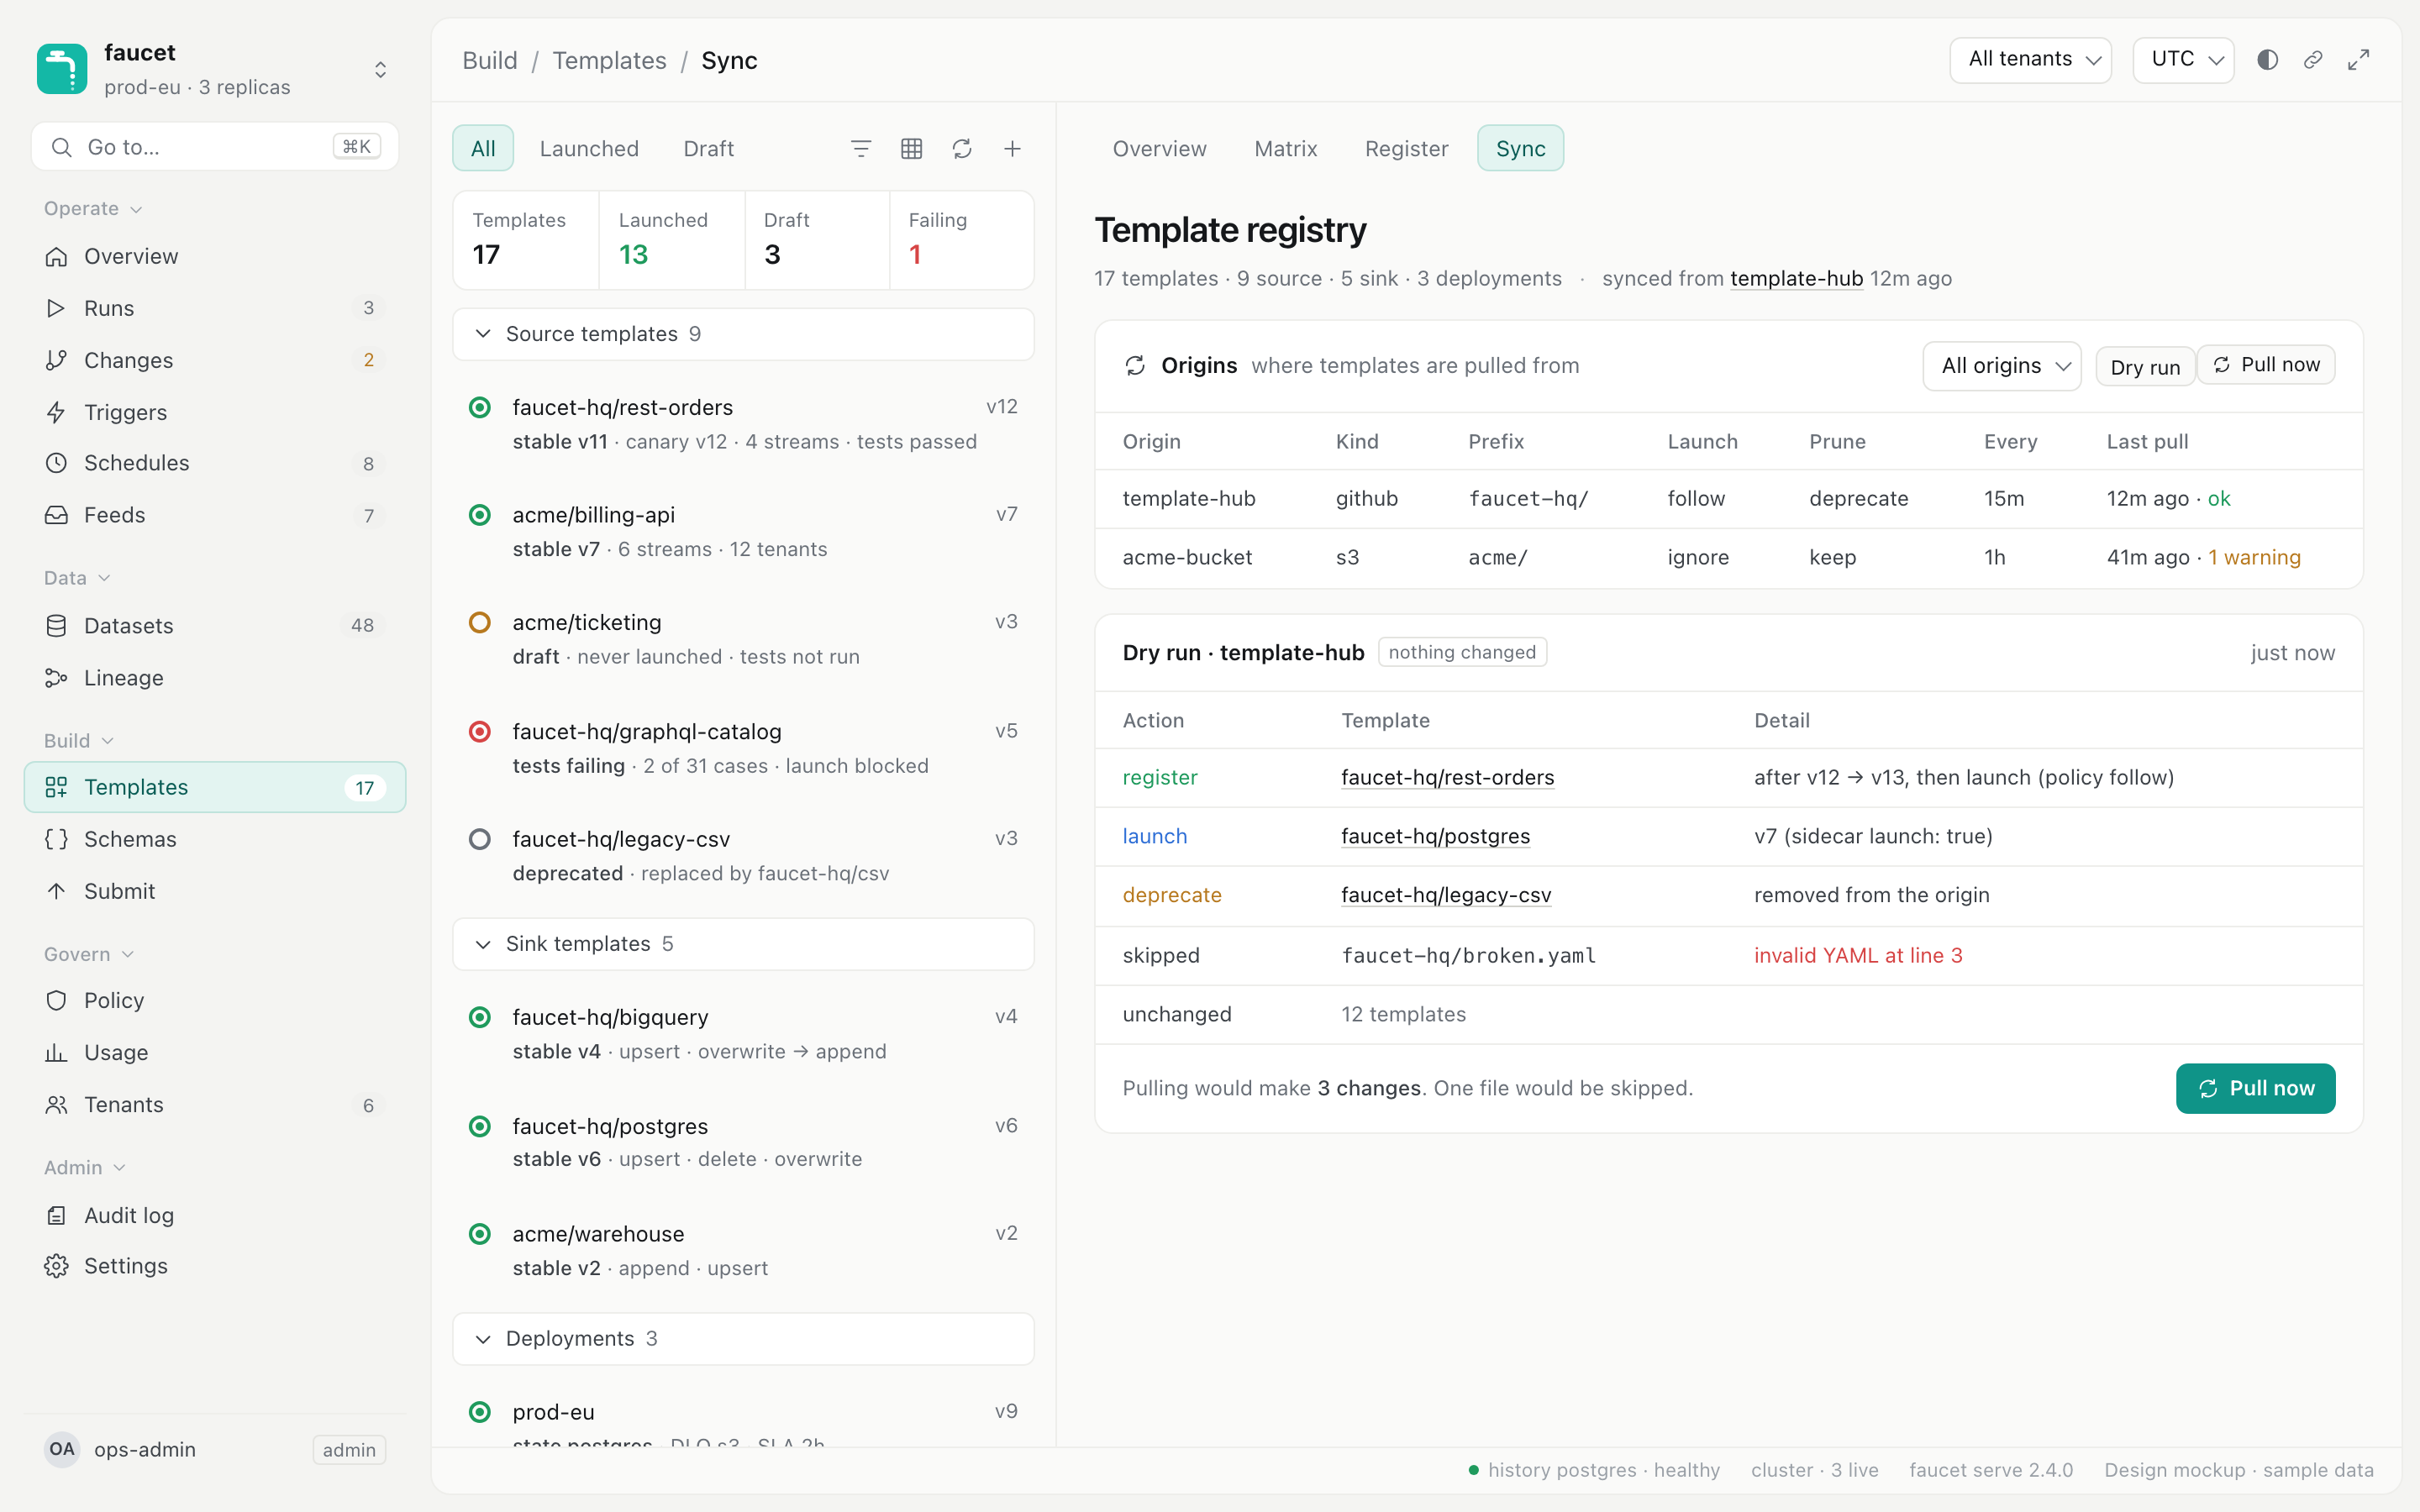 faucet
prod-eu · 3 replicas
Go to... ⌘K
Operate
Overview
Runs 3
Changes 2
Triggers
Schedules 8
Feeds 7
Data
Datasets 48
Lineage
Build
Templates 17
Schemas
Submit
Govern
Policy
Usage
Tenants 6
Admin
Audit log
Settings
OA ops-admin admin
Build / Templates / Sync
All tenants UTC
All Launched Draft
Templates Launched Draft Failing
17 13 3 1
Source templates 9
faucet-hq/rest-orders v12
stable v11 · canary v12 · 4 streams · tests passed
acme/billing-api v7
stable v7 · 6 streams · 12 tenants
acme/ticketing v3
draft · never launched · tests not run
faucet-hq/graphql-catalog v5
tests failing · 2 of 31 cases · launch blocked
faucet-hq/legacy-csv v3
deprecated · replaced by faucet-hq/csv
Sink templates 5
faucet-hq/bigquery v4
stable v4 · upsert · overwrite → append
faucet-hq/postgres v6
stable v6 · upsert · delete · overwrite
acme/warehouse v2
stable v2 · append · upsert
Deployments 3
prod-eu v9
state postgres · DLQ s3 · SLA 2h
Overview Matrix Register Sync
Template registry
17 templates · 9 source · 5 sink · 3 deployments · synced from template-hub 12m ago
Origins where templates are pulled from All origins Dry run Pull now
Origin Kind Prefix Launch Prune Every Last pull
template-hub github faucet-hq/ follow deprecate 15m 12m ago · ok
acme-bucket s3 acme/ ignore keep 1h 41m ago · 1 warning
Dry run · template-hub nothing changed just now
Action Template Detail
register faucet-hq/rest-orders after v12 → v13, then launch (policy follow)
launch faucet-hq/postgres v7 (sidecar launch: true)
deprecate faucet-hq/legacy-csv removed from the origin
skipped faucet-hq/broken.yaml invalid YAML at line 3
unchanged 12 templates
Pulling would make 3 changes. One file would be skipped. Pull now
history postgres · healthy cluster · 3 live faucet serve 2.4.0 Design mockup · sample data